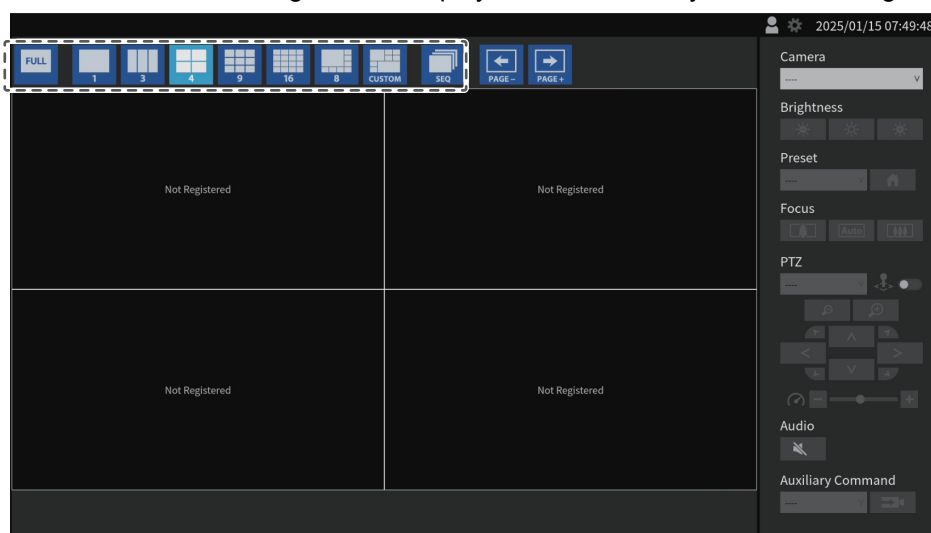 2025/01/15 07:49:48
FULL
1
3
4
9
16
8
CUSTOM
SEQ
PAGE−
PAGE+
Not Registered
Not Registered
Not Registered
Not Registered
Camera
----
Brightness
Preset
----
Focus
Auto
PTZ
----
Audio
Auxiliary Command
----